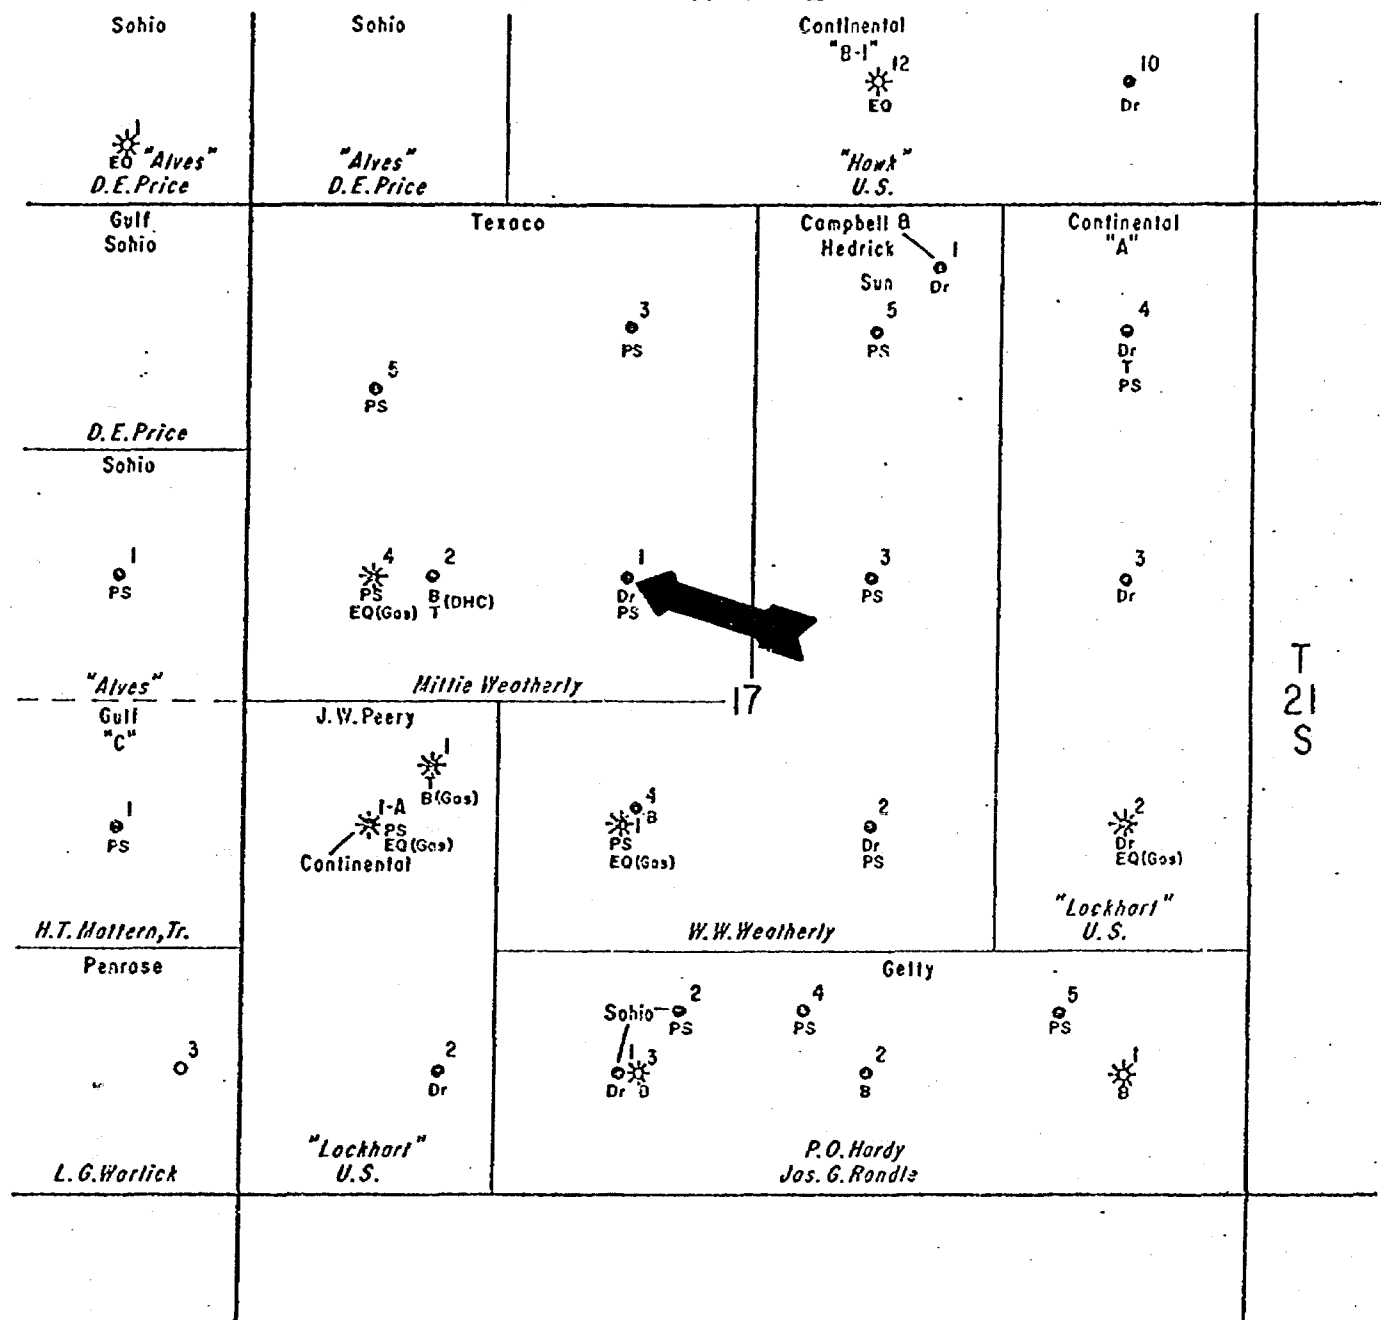 Sohio
Sohio
Continental
"B-1"
12
EQ
10
Dr
1
EQ "Alves"
D.E. Price
"Alves"
D.E. Price
"Hawk"
U.S.
Gulf
Sohio
D.E. Price
Texaco
3
PS
5
PS
Campbell &
Hedrick
1
Dr
Sun
5
PS
Continental
"A"
4
Dr
T
PS
Sohio
1
PS
"Alves"
4
PS
EQ (Gas)
2
B
T (DHC)
1
Dr
PS
Millie Weatherly
3
PS
3
Dr
17
T
21
S
Gulf
"C"
1
PS
H.T. Mattern, Tr.
J.W. Peery
1
T
B (Gas)
1-A
PS
EQ (Gas)
Continental
4
B
1
PS
EQ (Gas)
2
Dr
PS
W.W. Weatherly
2
Dr
EQ (Gas)
"Lockhart"
U.S.
Penrose
3
L.G. Warlick
2
Dr
"Lockhart"
U.S.
Getty
Sohio
2
PS
4
PS
5
PS
1
Dr
3
2
B
1
B
P.O. Hardy